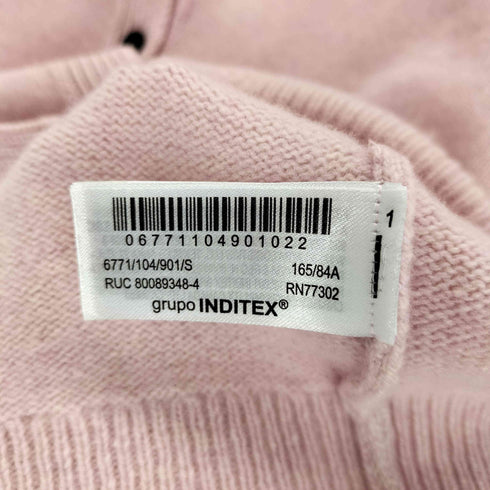 06771104901022
6771/104/901/S 165/84A
RUC 80089348-4 RN77302
grupo INDITEX®
1